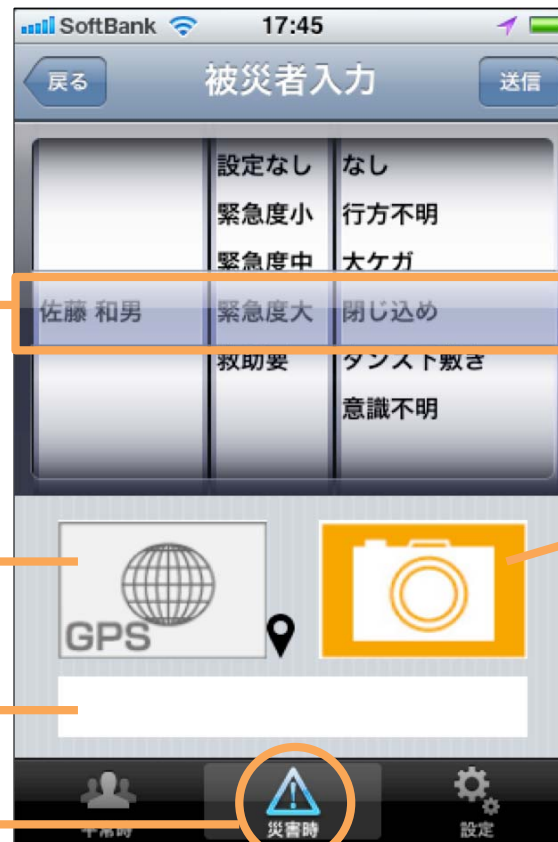 SoftBank 17:45
戻る 被災者入力 送信
設定なし なし
緊急度小 行方不明
緊急度中 大ケガ
佐藤 和男 緊急度大 閉じ込め
救助要 タンス下敷き
意識不明
GPS
平常時 災害時 設定